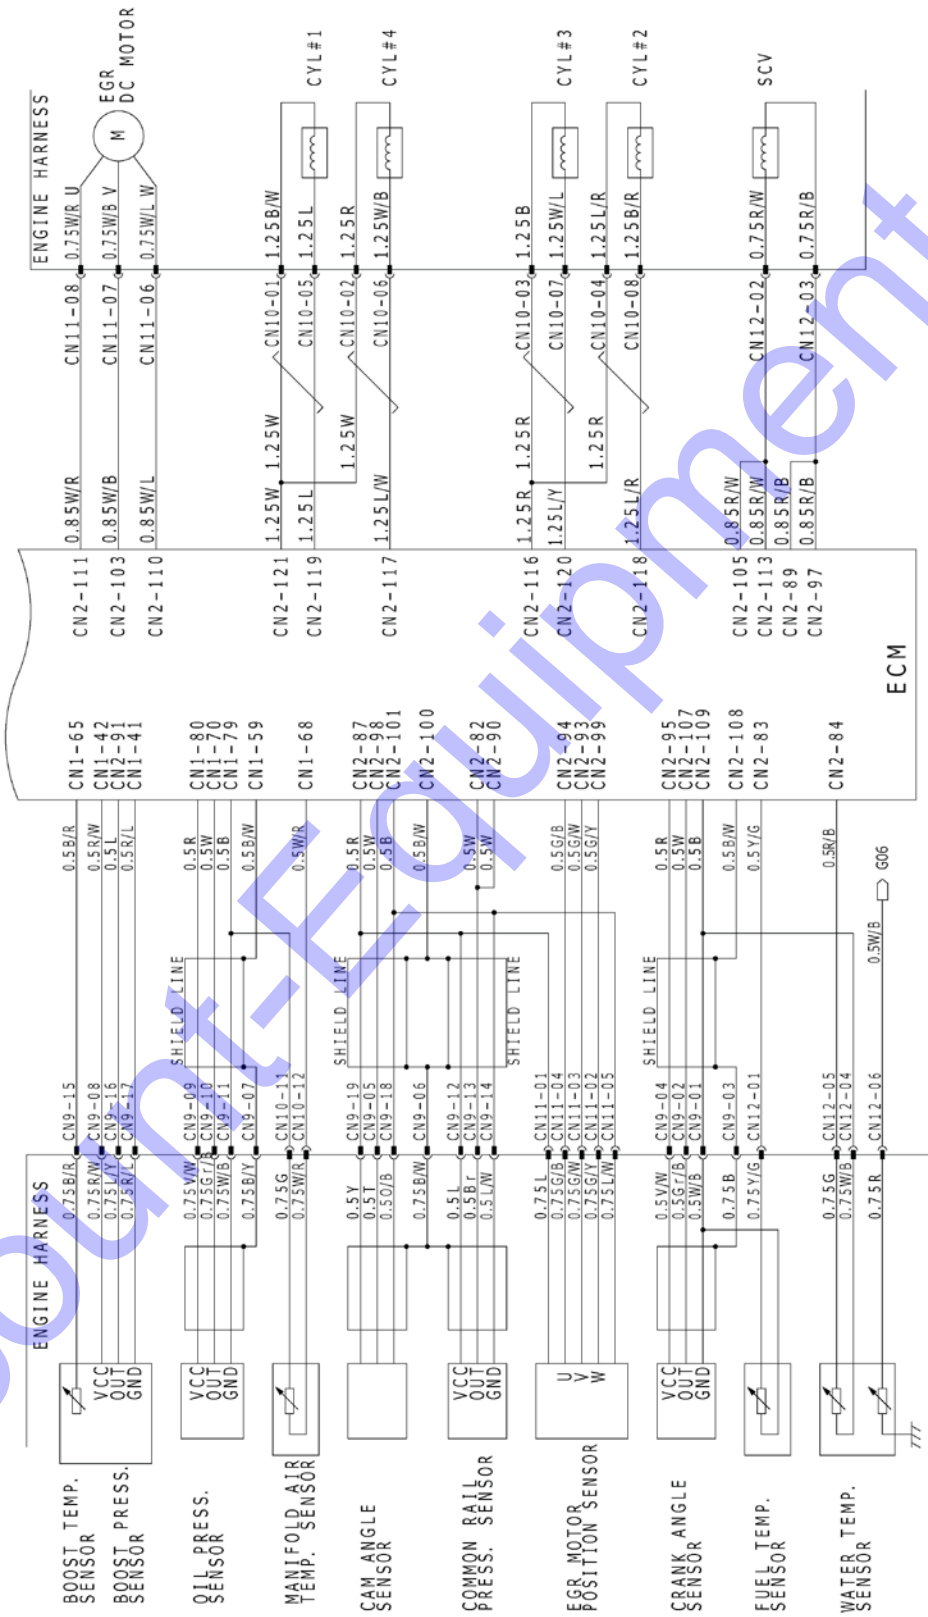 ENGINE HARNESS
BOOST TEMP.
SENSOR
BOOST PRESS.
SENSOR
OIL PRESS.
SENSOR
MANIFOLD AIR
TEMP. SENSOR
CAM ANGLE
SENSOR
COMMON RAIL
PRESS. SENSOR
EGR MOTOR
POSITION SENSOR
CRANK ANGLE
SENSOR
FUEL TEMP.
SENSOR
WATER TEMP.
SENSOR
VCC
OUT
GND
VCC
OUT
GND
VCC
OUT
GND
U
V
W
VCC
OUT
GND
0.75B/R CN9-15 0.5B/R CN1-65
0.75R/W CN9-08 0.5R/W CN1-42
0.75L/Y CN9-16 0.5L CN2-91
0.75R/L CN9-17 0.5R/L CN1-41
SHIELD LINE
0.75V/W CN9-09 0.5R CN1-80
0.75Gr/B CN9-10 0.5W CN1-70
0.75W/B CN9-11 0.5B CN1-79
0.75B/Y CN9-07 0.5B/W CN1-59
0.75G CN10-11
0.75W/R CN10-12 0.5W/R CN1-68
SHIELD LINE
0.5Y CN9-19 0.5R CN2-87
0.5T CN9-05 0.5W CN2-98
0.5O/B CN9-18 0.5B CN2-101
0.75B/W CN9-06 0.5B/W CN2-100
0.5L CN9-12
0.5Br CN9-13 0.5W CN2-82
0.5L/W CN9-14 0.5W CN2-90
SHIELD LINE
0.75L CN11-01
0.75G/B CN11-04 0.5G/B CN2-94
0.75G/W CN11-03 0.5G/W CN2-93
0.75G/Y CN11-02 0.5G/Y CN2-99
0.75L/W CN11-05
SHIELD LINE
0.5V/W CN9-04 0.5R CN2-95
0.5Gr/B CN9-02 0.5W CN2-107
0.5W/B CN9-01 0.5B CN2-109
0.75B CN9-03 0.5B/W CN2-108
0.75Y/G CN12-01 0.5Y/G CN2-83
0.75G CN12-05 0.5R/B CN2-84
0.75W/B CN12-04
0.75R CN12-06 0.5W/B G06
ECM
ENGINE HARNESS
CN2-111 0.85W/R CN11-08 0.75W/R U
CN2-103 0.85W/B CN11-07 0.75W/B V
CN2-110 0.85W/L CN11-06 0.75W/L W
M
EGR
DC MOTOR
CN2-121 1.25W 1.25W CN10-01 1.25B/W
CN2-119 1.25L CN10-05 1.25L
CYL#1
1.25W CN10-02 1.25R
CN2-117 1.25L/W CN10-06 1.25W/B
CYL#4
CN2-116 1.25R 1.25R CN10-03 1.25B
CN2-120 1.25L/Y CN10-07 1.25W/L
CYL#3
1.25R CN10-04 1.25L/R
CN2-118 1.25L/R CN10-08 1.25B/R
CYL#2
CN2-105 0.85R/W
CN2-113 0.85R/W CN12-02 0.75R/W
CN2-89 0.85R/B
CN2-97 0.85R/B CN12-03 0.75R/B
SCV
ount-Equipment